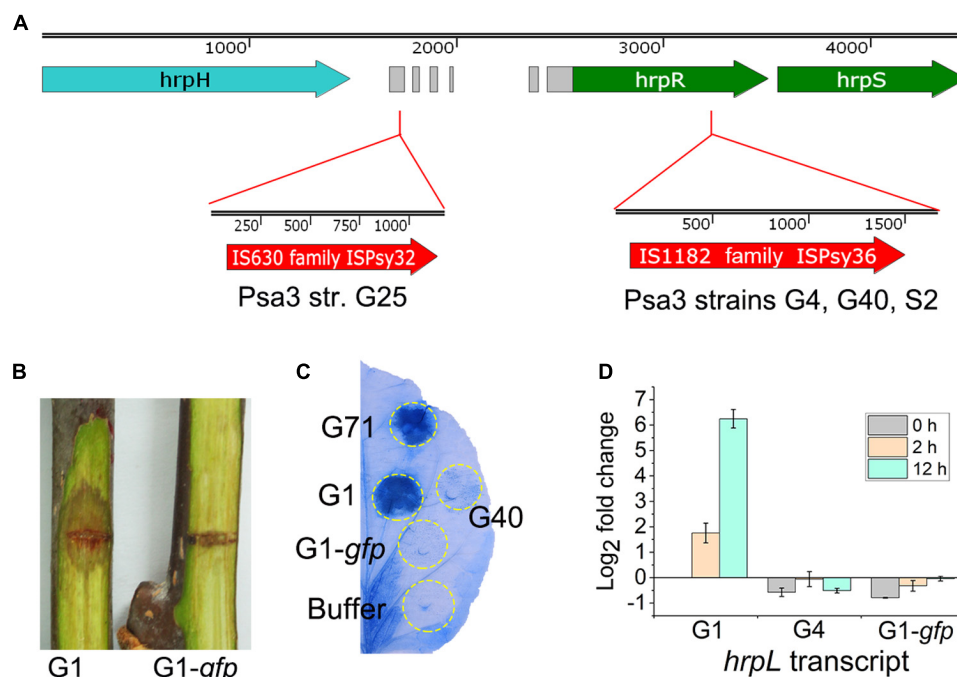 A
1000 2000 3000 4000
hrpH hrpR hrpS
250 500 750 1000
500 1000 1500
IS630 family ISPsy32
IS1182 family ISPsy36
Psa3 str. G25
Psa3 strains G4, G40, S2
B
G1 G1-gfp
C
G71
G1
G40
G1-gfp
Buffer
D
Log2 fold change
7
6
5
4
3
2
1
0
-1
0 h
2 h
12 h
G1 G4 G1-gfp
hrpL transcript